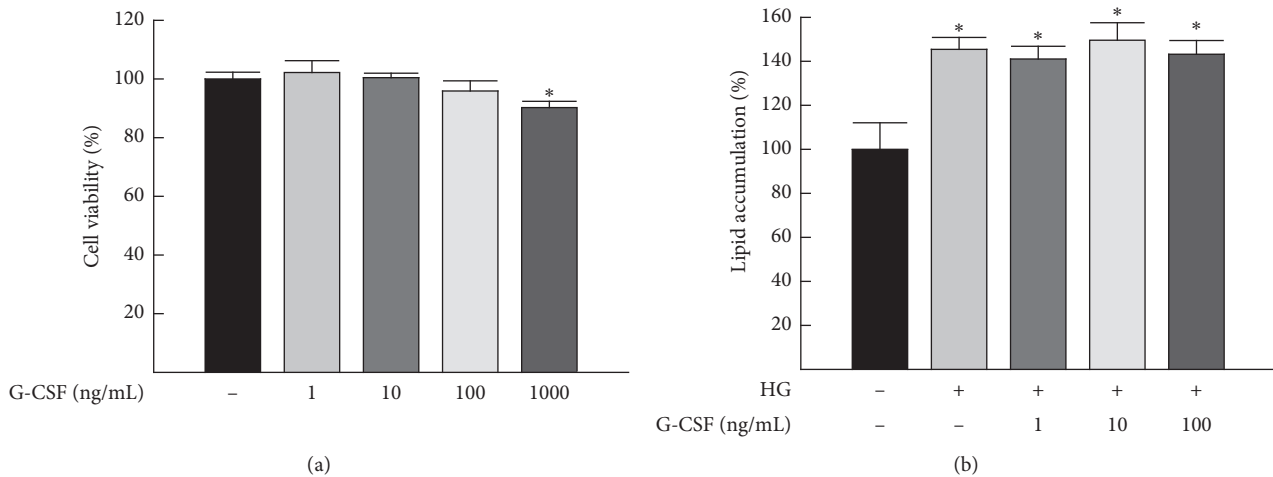 120
100
80
60
40
20
Cell viability (%)
*
G-CSF (ng/mL) – 1 10 100 1000
(a)
160
140
120
100
80
60
40
20
Lipid accumulation (%)
* * * *
HG – + + + +
G-CSF (ng/mL) – – 1 10 100
(b)